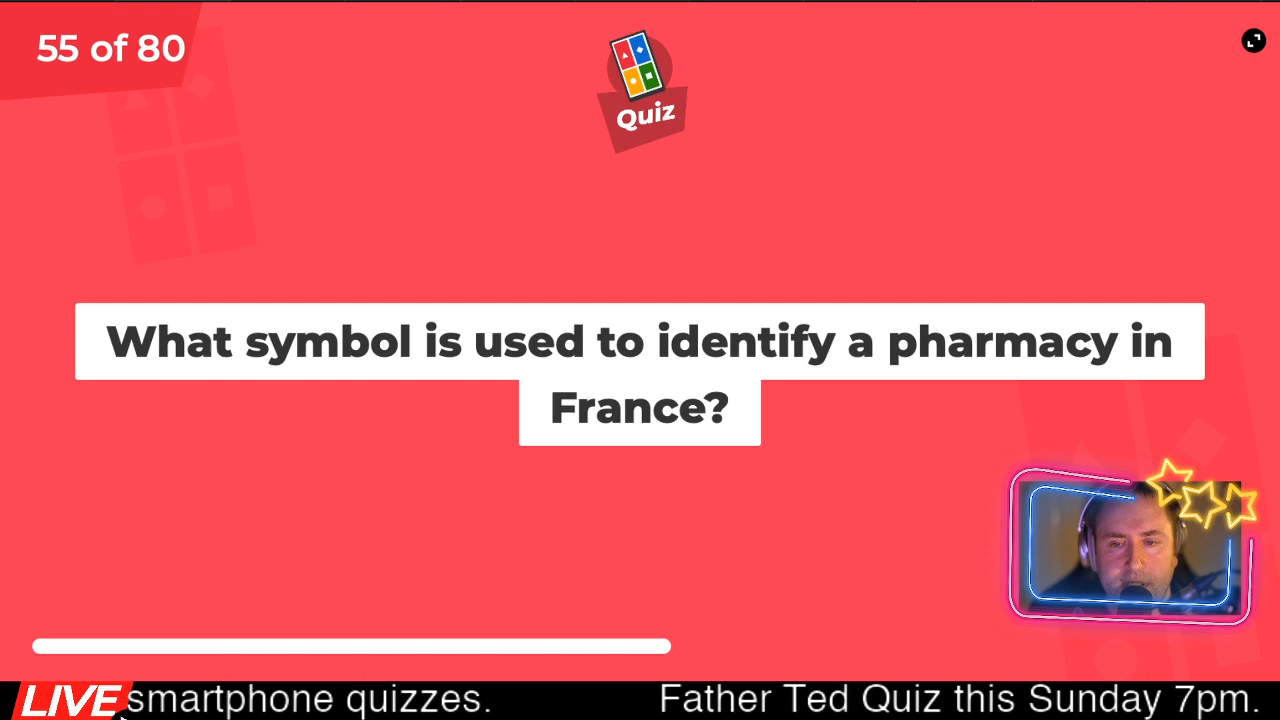 55 of 80
Quiz
What symbol is used to identify a pharmacy in
France?
LIVE smartphone quizzes. Father Ted Quiz this Sunday 7pm.